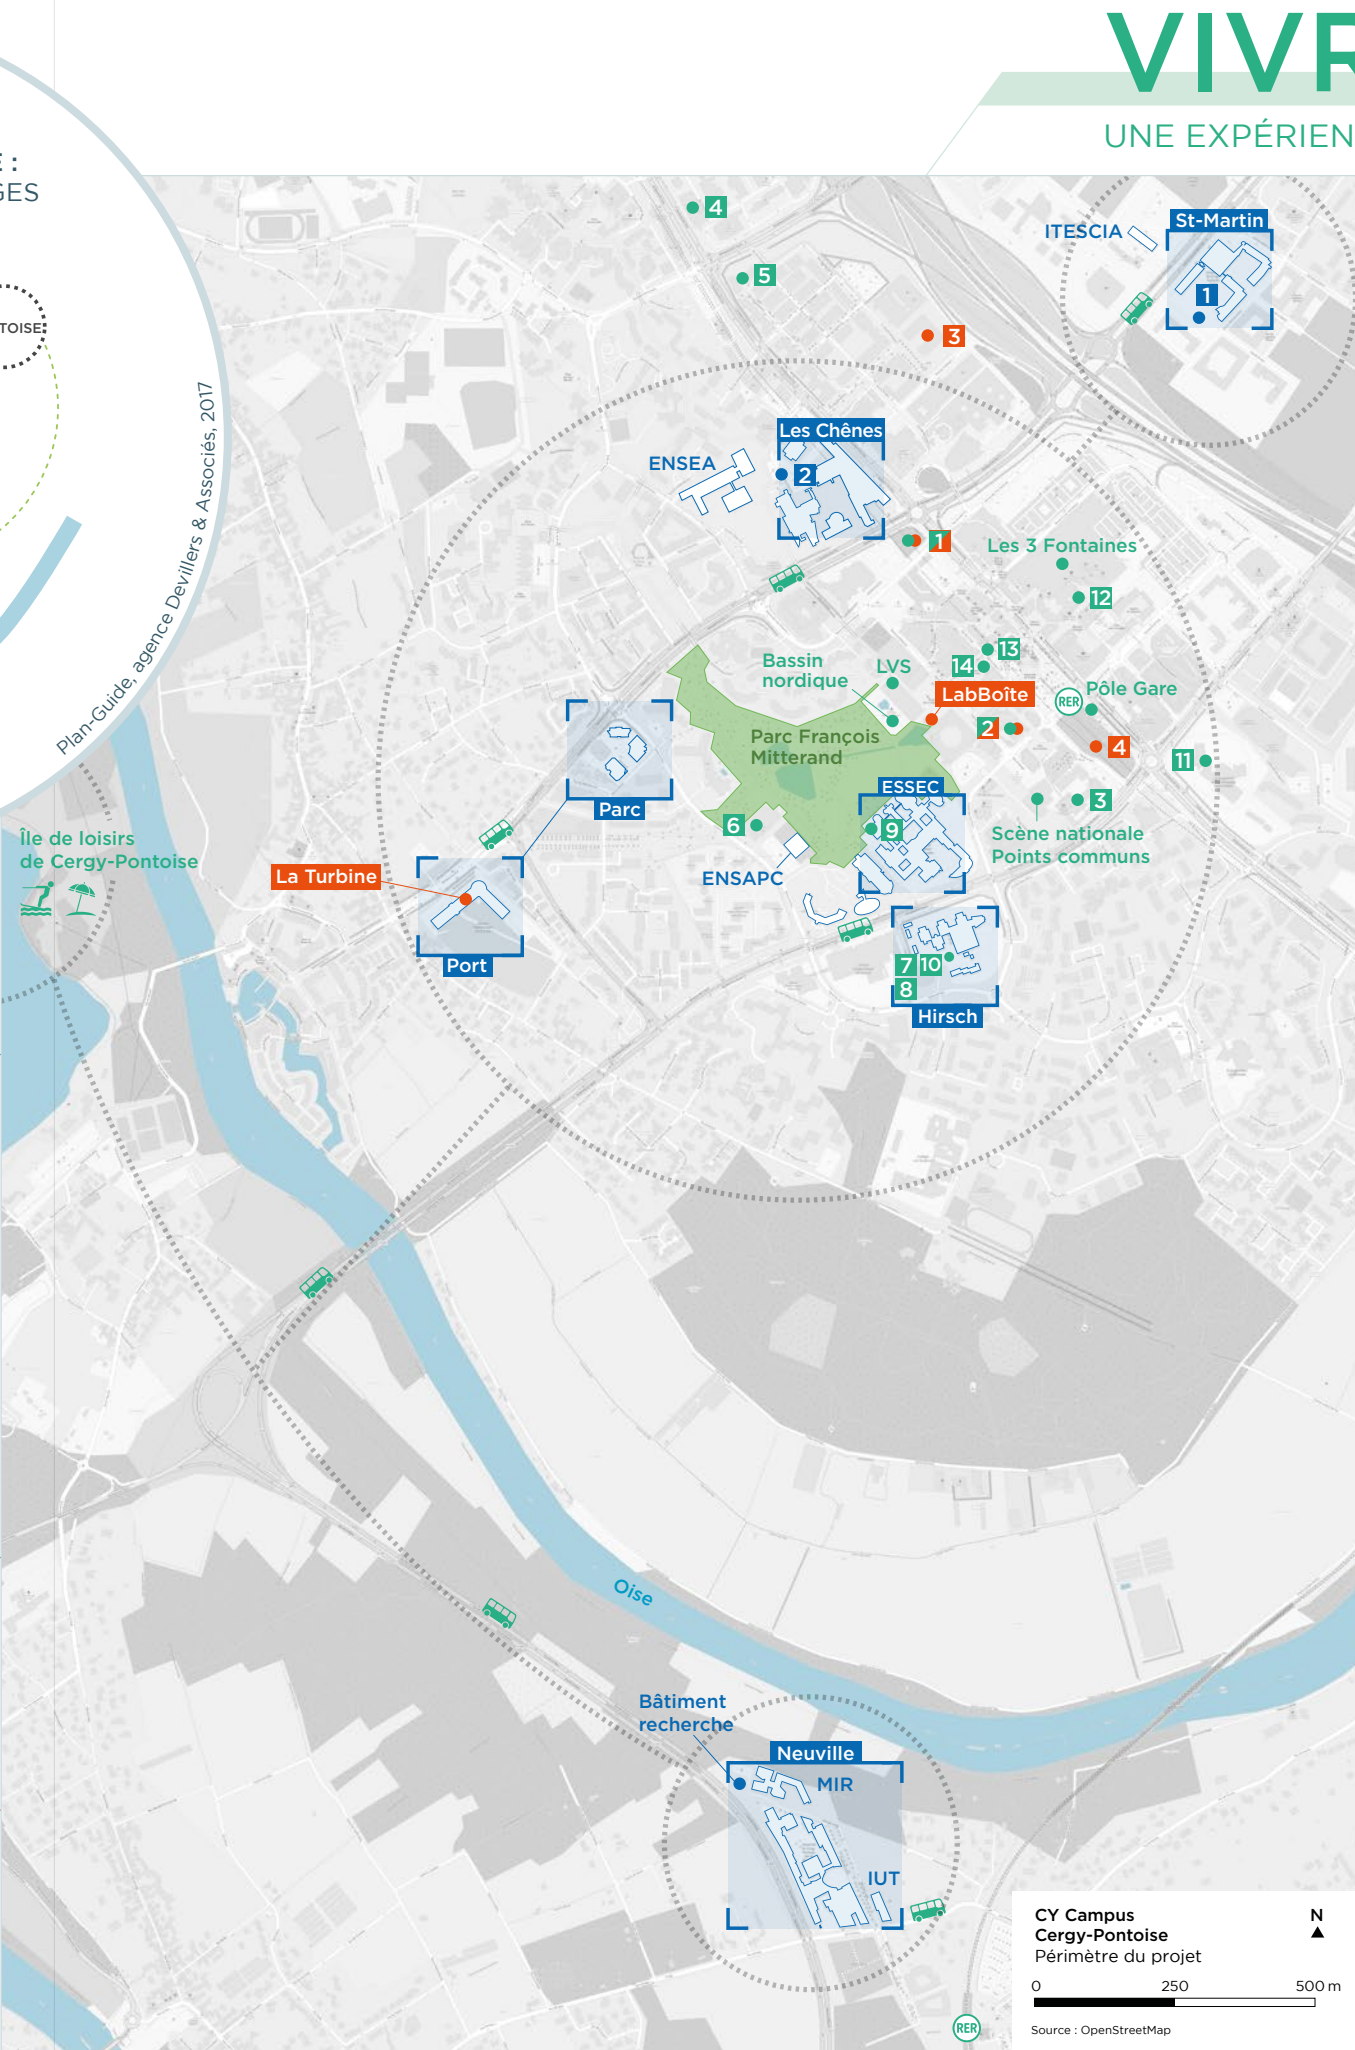 VIVR
UNE EXPÉRIEN
E :
GES
TOISE
Plan-Guide, agence Devillers & Associés, 2017
4
5
3
ITESCIA
St-Martin
1
Les Chênes
ENSEA
2
1
Les 3 Fontaines
12
13
14
Bassin
nordique
LVS
LabBoîte
RER
Pôle Gare
2
4
11
Parc François
Mitterand
Parc
ESSEC
3
6
9
Scène nationale
Points communs
ENSAPC
Île de loisirs
de Cergy-Pontoise
La Turbine
Port
7
10
8
Hirsch
Oise
Bâtiment
recherche
Neuville
MIR
IUT
RER
CY Campus
Cergy-Pontoise
Périmètre du projet
N
0
250
500 m
Source : OpenStreetMap